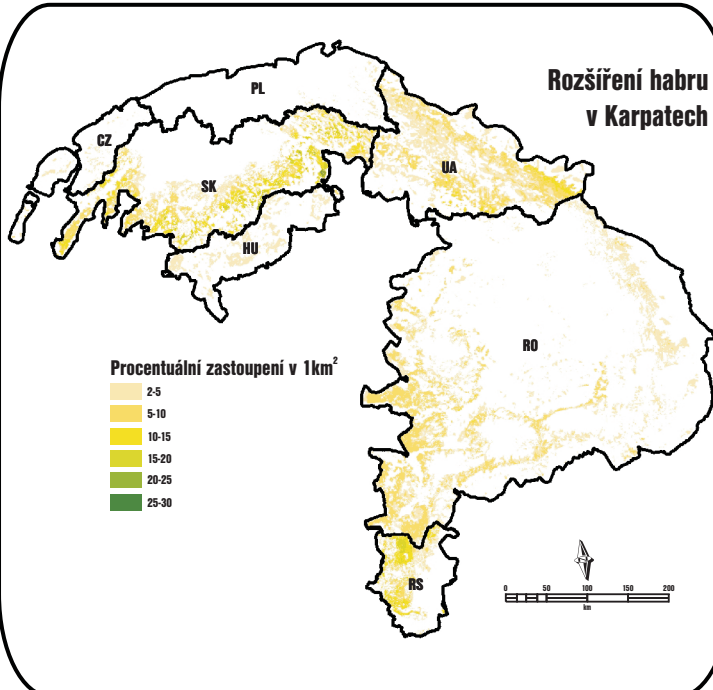 Rozšíření habru
v Karpatech
PL
CZ
SK
UA
HU
RO
RS
Procentuální zastoupení v 1km²
2-5
5-10
10-15
15-20
20-25
25-30
0 50 100 150 200
km